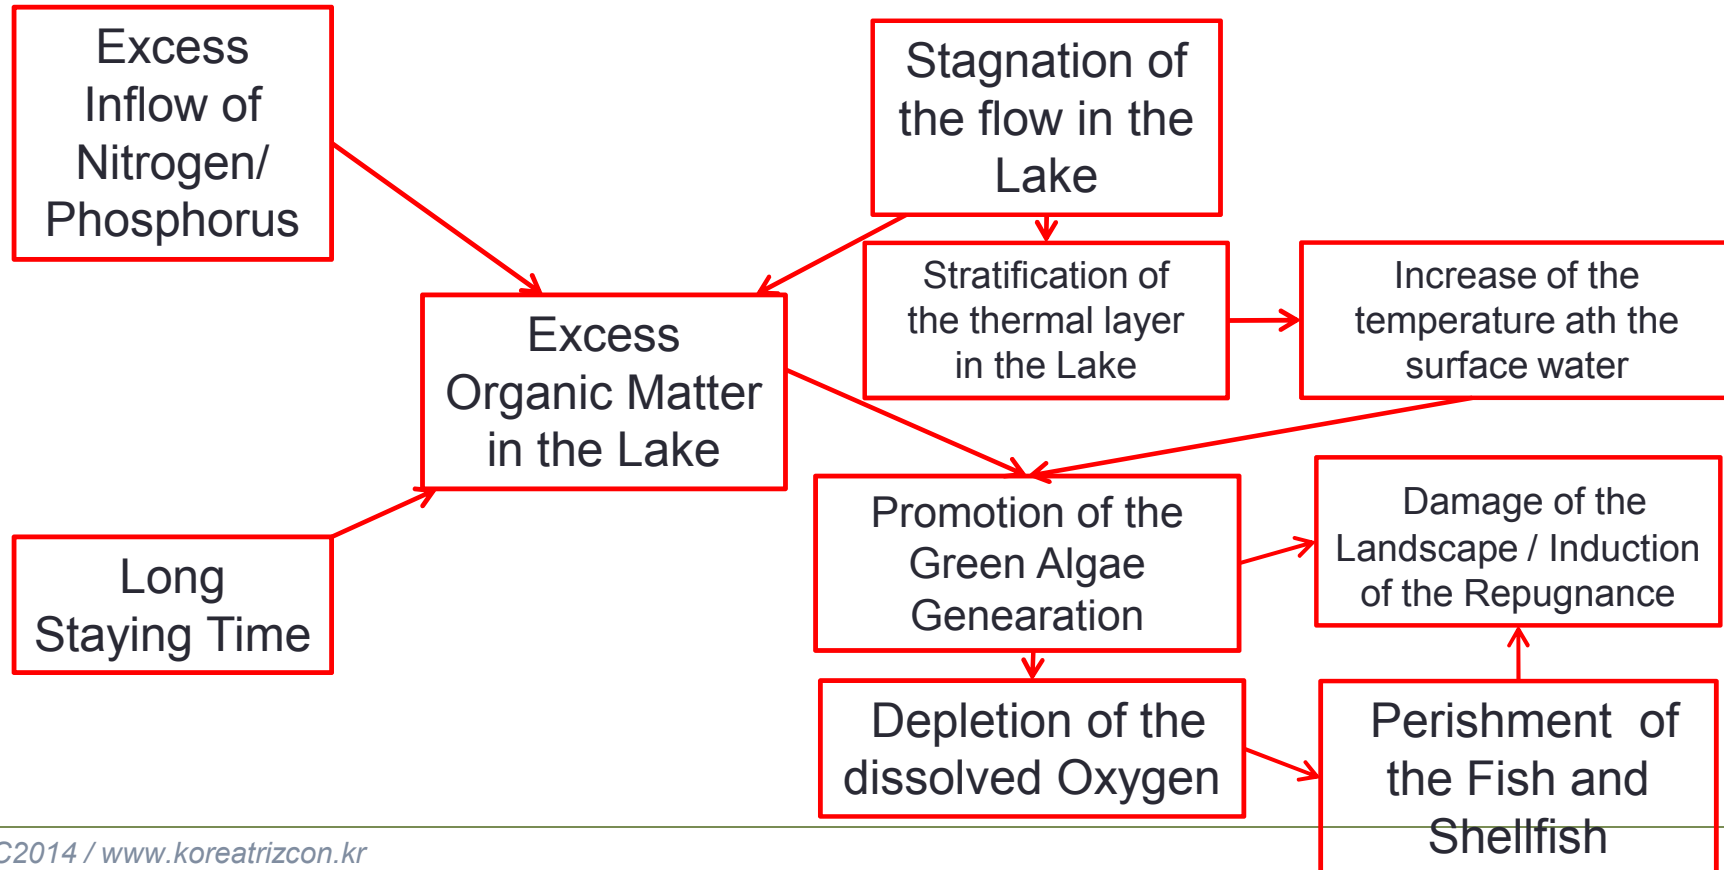 Excess
Inflow of
Nitrogen/
Phosphorus
Stagnation of
the flow in the
Lake
Stratification of
the thermal layer
in the Lake
Increase of the
temperature ath the
surface water
Excess
Organic Matter
in the Lake
Long
Staying Time
Promotion of the
Green Algae
Genearation
Damage of the
Landscape / Induction
of the Repugnance
Depletion of the
dissolved Oxygen
Perishment of
the Fish and
Shellfish
C2014 / www.koreatrizcon.kr